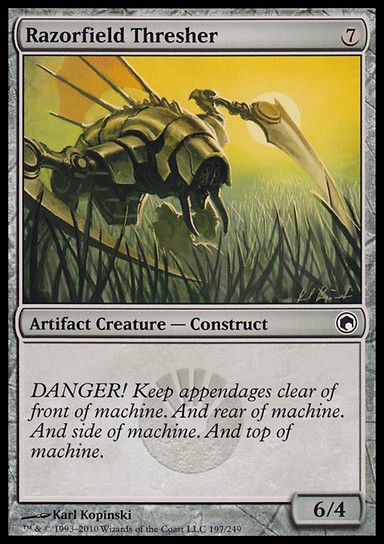 Razorfield Thresher 7
Artifact Creature — Construct
DANGER! Keep appendages clear of
front of machine. And rear of machine.
And side of machine. And top of
machine.
Karl Kopinski
6/4
™ & © 1993–2010 Wizards of the Coast LLC 197/249